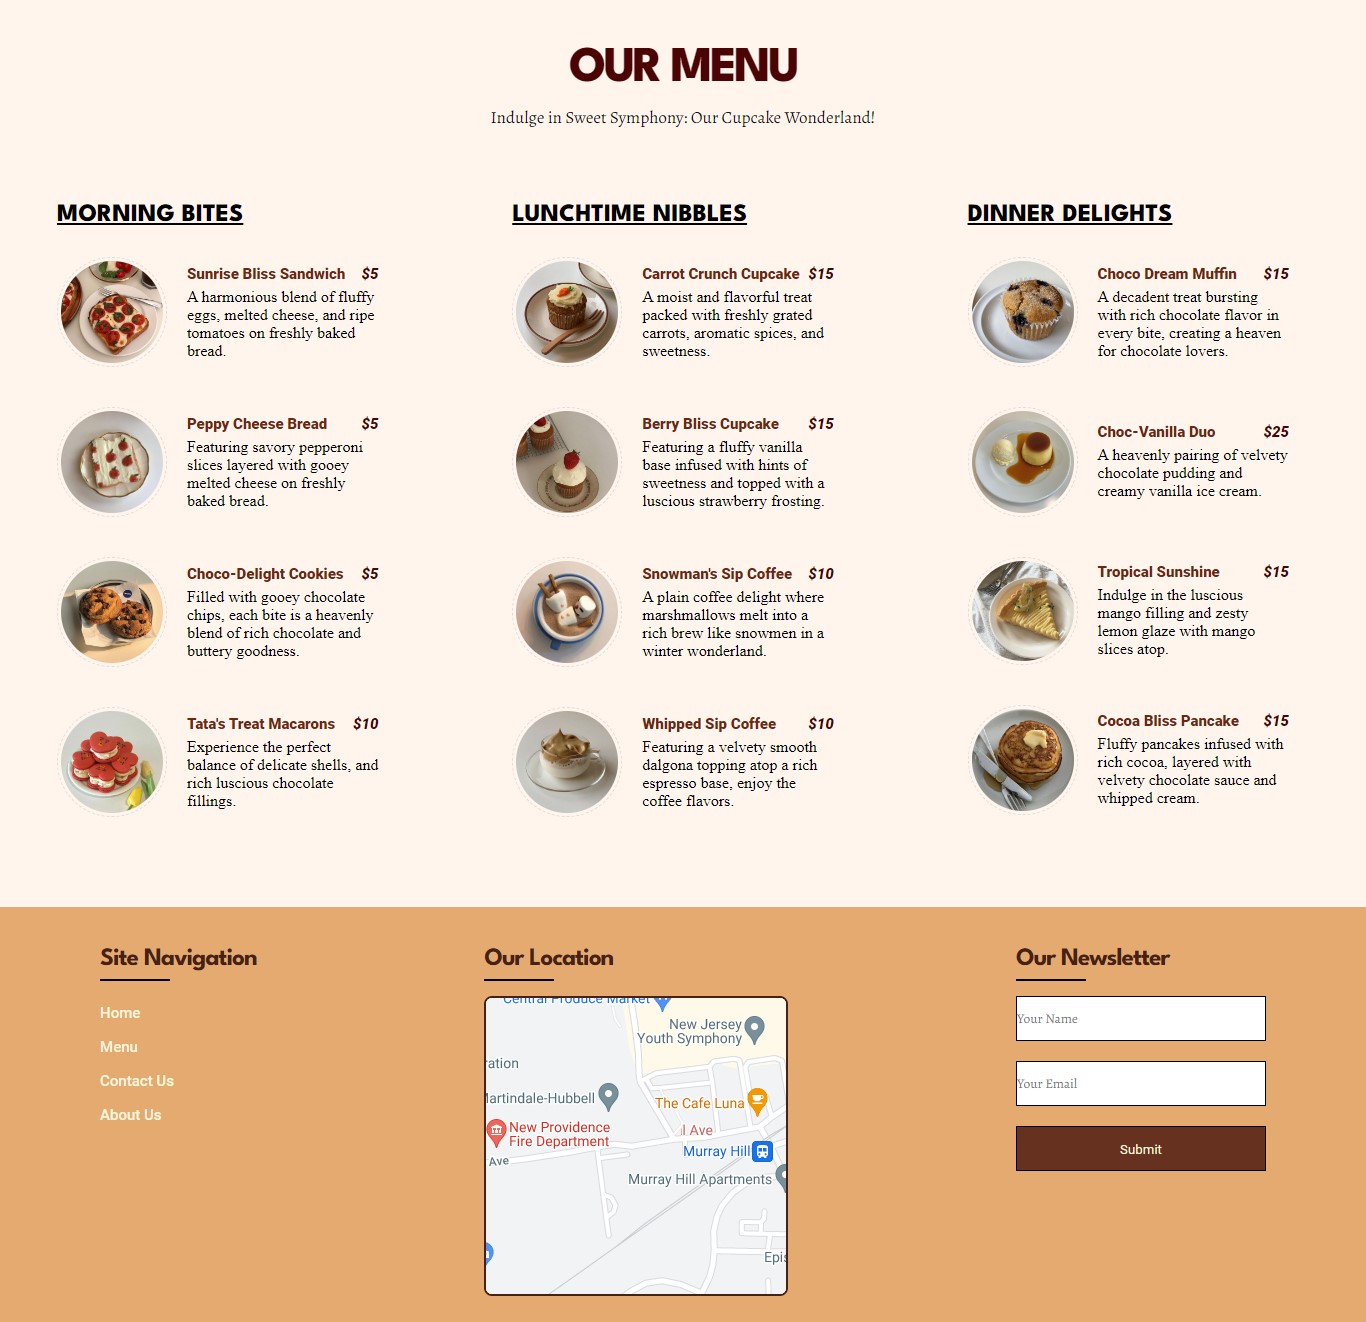 OUR MENU
Indulge in Sweet Symphony: Our Cupcake Wonderland!
MORNING BITES
Sunrise Bliss Sandwich $5
A harmonious blend of fluffy
eggs, melted cheese, and ripe
tomatoes on freshly baked
bread.
Peppy Cheese Bread $5
Featuring savory pepperoni
slices layered with gooey
melted cheese on freshly
baked bread.
Choco-Delight Cookies $5
Filled with gooey chocolate
chips, each bite is a heavenly
blend of rich chocolate and
buttery goodness.
Tata's Treat Macarons $10
Experience the perfect
balance of delicate shells, and
rich luscious chocolate
fillings.
LUNCHTIME NIBBLES
Carrot Crunch Cupcake $15
A moist and flavorful treat
packed with freshly grated
carrots, aromatic spices, and
sweetness.
Berry Bliss Cupcake $15
Featuring a fluffy vanilla
base infused with hints of
sweetness and topped with a
luscious strawberry frosting.
Snowman's Sip Coffee $10
A plain coffee delight where
marshmallows melt into a
rich brew like snowmen in a
winter wonderland.
Whipped Sip Coffee $10
Featuring a velvety smooth
dalgona topping atop a rich
espresso base, enjoy the
coffee flavors.
DINNER DELIGHTS
Choco Dream Muffin $15
A decadent treat bursting
with rich chocolate flavor in
every bite, creating a heaven
for chocolate lovers.
Choc-Vanilla Duo $25
A heavenly pairing of velvety
chocolate pudding and
creamy vanilla ice cream.
Tropical Sunshine $15
Indulge in the luscious
mango filling and zesty
lemon glaze with mango
slices atop.
Cocoa Bliss Pancake $15
Fluffy pancakes infused with
rich cocoa, layered with
velvety chocolate sauce and
whipped cream.
Site Navigation
Home
Menu
Contact Us
About Us
Our Location
Central Produce Market
New Jersey
Youth Symphony
ration
Martindale-Hubbell
The Cafe Luna
New Providence
Fire Department
l Ave
Murray Hill
Ave
Murray Hill Apartments
Epis
Our Newsletter
Your Name
Your Email
Submit